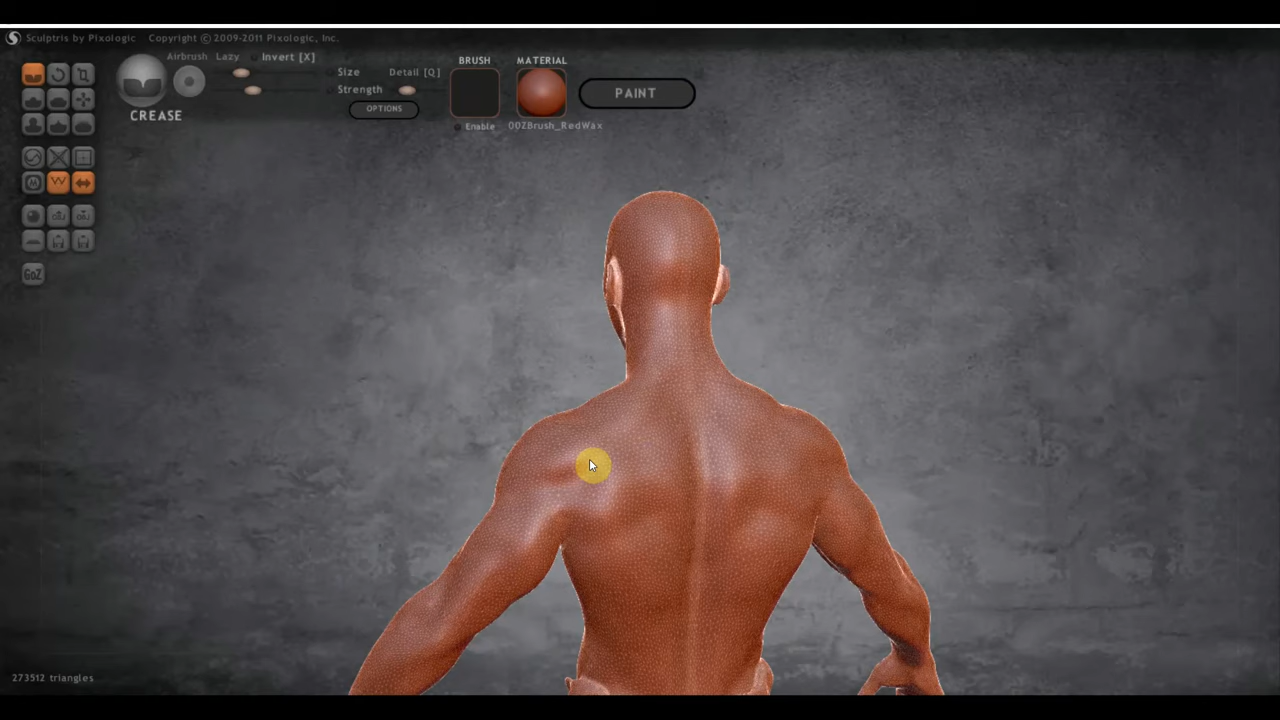 Sculptris by Pixologic Copyright © 2009-2011 Pixologic, Inc.
Airbrush Lazy Invert [X]
BRUSH MATERIAL
Size Detail [Q]
Strength
PAINT
OPTIONS
CREASE
Enable 00ZBrush_RedWax
GoZ
273512 triangles